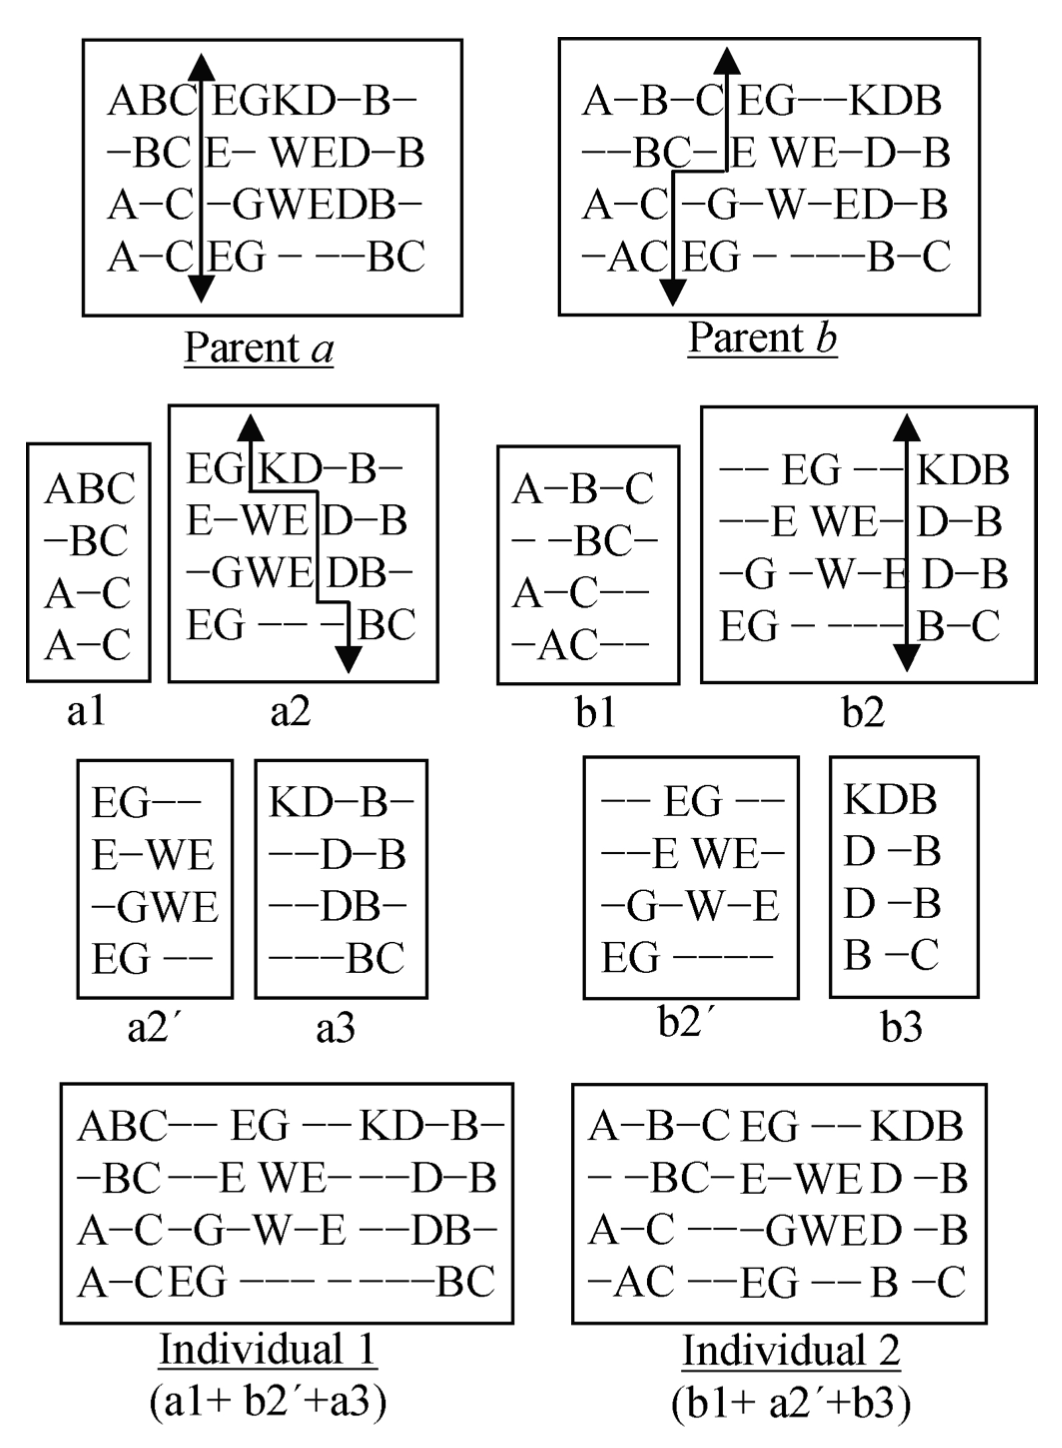 ABC EGKD–B–
–BC E– WED–B
A–C –GWEDB–
A–C EG – ––BC
Parent a
A–B–C EG––KDB
––BC– E WE–D–B
A–C –G–W–ED–B
–AC EG – –––B–C
Parent b
ABC
–BC
A–C
A–C
a1
EG KD–B–
E–WE D–B
–GWE DB–
EG –– –BC
a2
A–B–C
– –BC–
A–C––
–AC––
b1
–– EG –– KDB
––E WE– D–B
–G –W–E D–B
EG – ––– B–C
b2
EG––
E–WE
–GWE
EG ––
a2´
KD–B–
––D–B
––DB–
–––BC
a3
–– EG ––
––E WE–
–G–W–E
EG ––––
b2´
KDB
D –B
D –B
B –C
b3
ABC–– EG ––KD–B–
–BC ––E WE– ––D–B
A–C–G–W–E ––DB–
A–CEG ––– – –––BC
Individual 1
(a1+ b2´+a3)
A–B–C EG –– KDB
– –BC–E–WED –B
A–C –––GWED –B
–AC ––EG –– B –C
Individual 2
(b1+ a2´+b3)